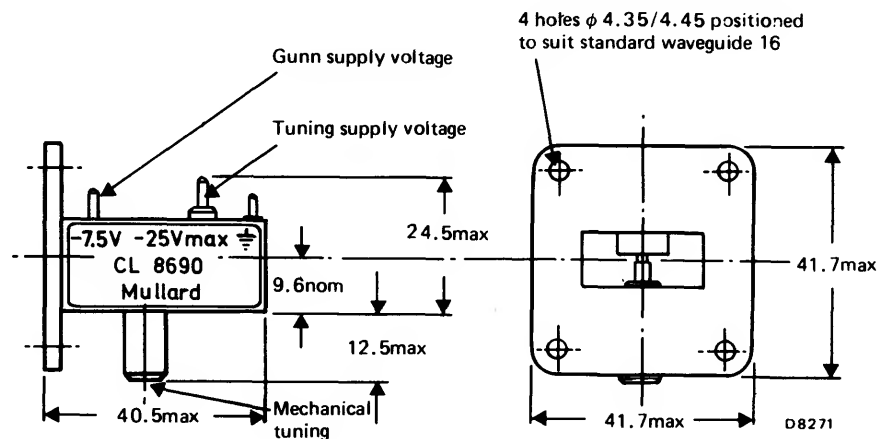 4 holes ϕ 4.35/4.45 positioned
to suit standard waveguide 16
Gunn supply voltage
Tuning supply voltage
-7.5V -25Vmax
CL 8690
Mullard
24.5max
9.6nom
12.5max
41.7max
40.5max
Mechanical
tuning
41.7max
D8271